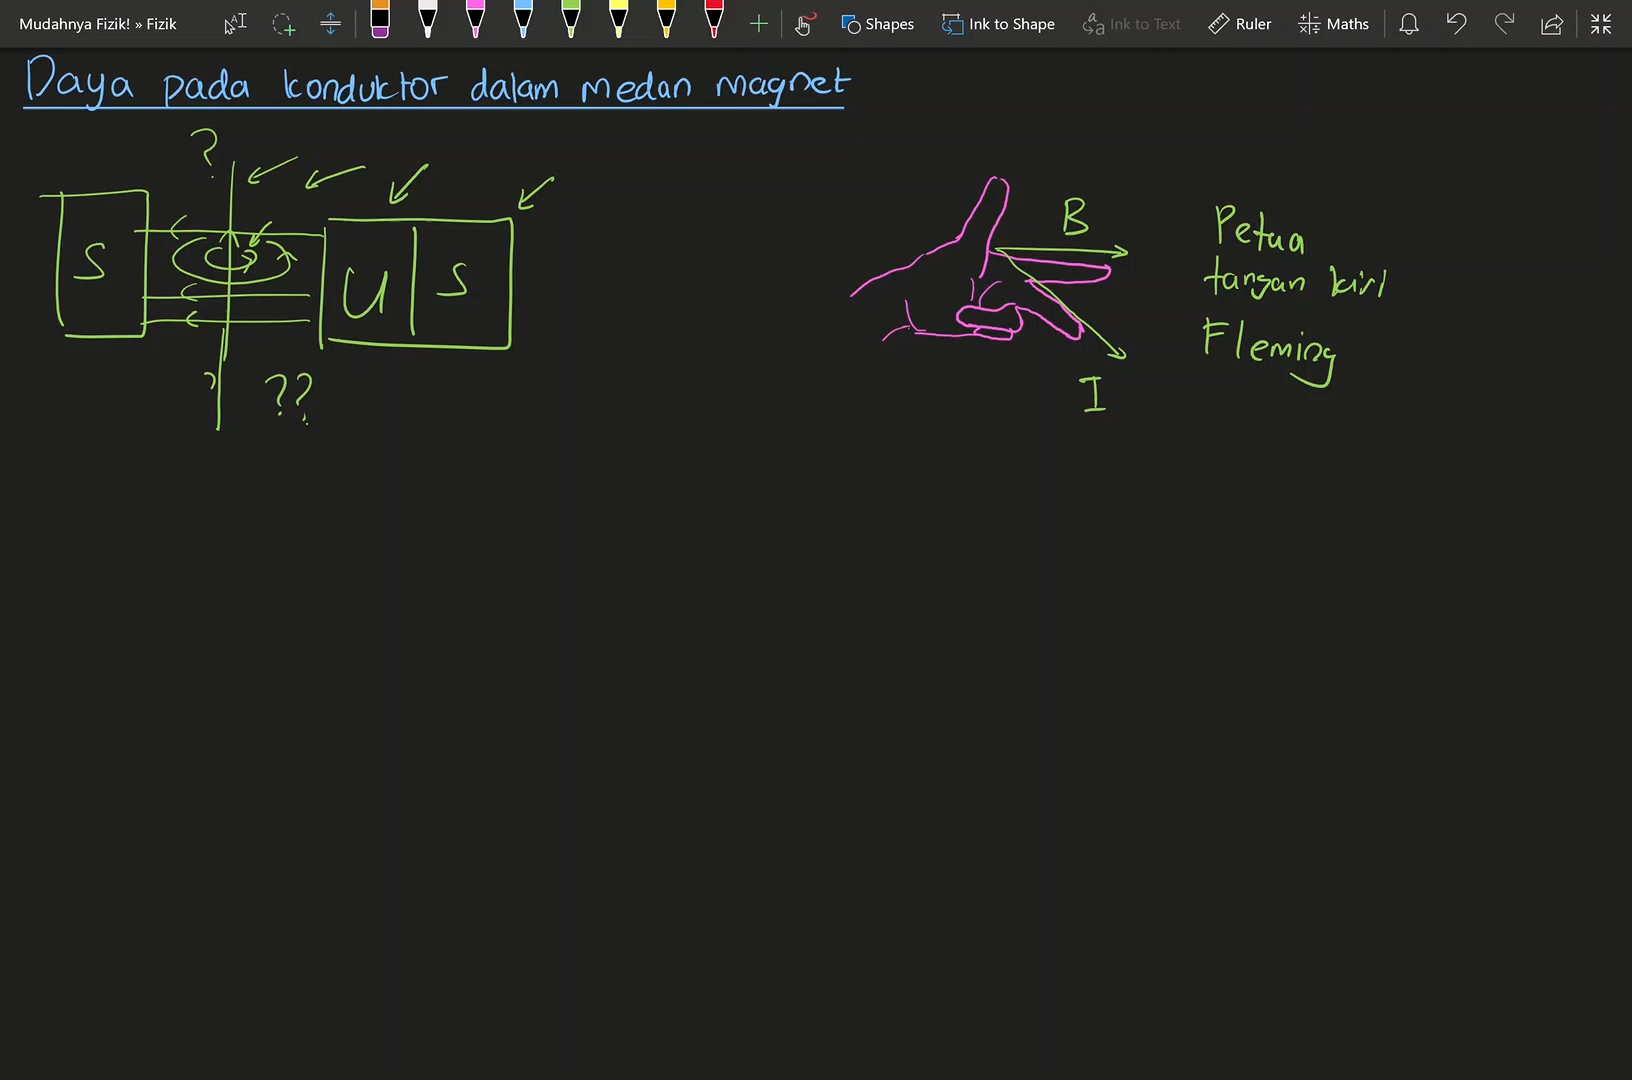 Mudahnya Fizik! » Fizik
Shapes
Ink to Shape
Ink to Text
Ruler
Maths
Daya pada konduktor dalam medan magnet
?
S
U
S
?
??
B
I
Petua
tangan kiri
Fleming